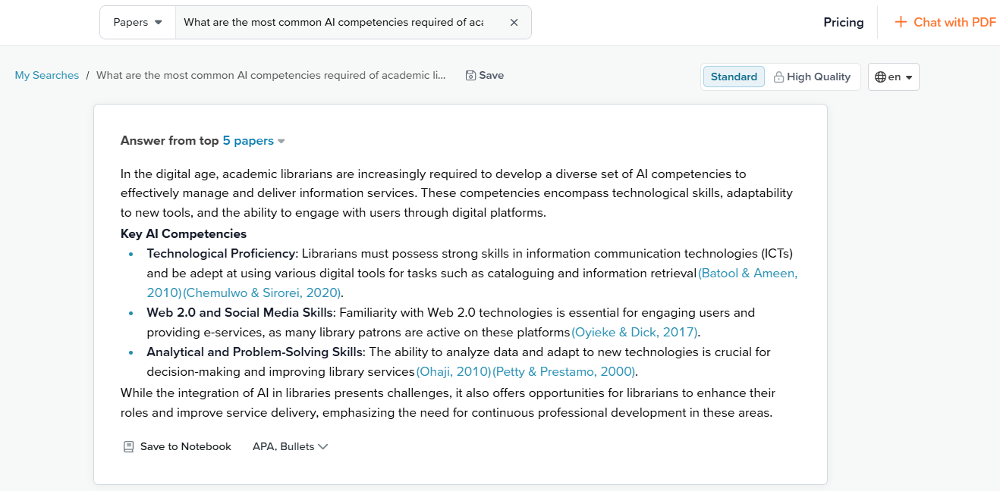 Papers
What are the most common AI competencies required of aca
Pricing
Chat with PDF
My Searches / What are the most common AI competencies required of academic li...
Save
Standard
High Quality
en
Answer from top 5 papers
In the digital age, academic librarians are increasingly required to develop a diverse set of AI competencies to
effectively manage and deliver information services. These competencies encompass technological skills, adaptability
to new tools, and the ability to engage with users through digital platforms.
Key AI Competencies
• Technological Proficiency: Librarians must possess strong skills in information communication technologies (ICTs)
and be adept at using various digital tools for tasks such as cataloguing and information retrieval(Batool & Ameen,
2010)(Chemulwo & Sirorei, 2020).
• Web 2.0 and Social Media Skills: Familiarity with Web 2.0 technologies is essential for engaging users and
providing e-services, as many library patrons are active on these platforms(Oyieke & Dick, 2017).
• Analytical and Problem-Solving Skills: The ability to analyze data and adapt to new technologies is crucial for
decision-making and improving library services(Ohaji, 2010)(Petty & Prestamo, 2000).
While the integration of AI in libraries presents challenges, it also offers opportunities for librarians to enhance their
roles and improve service delivery, emphasizing the need for continuous professional development in these areas.
Save to Notebook
APA, Bullets